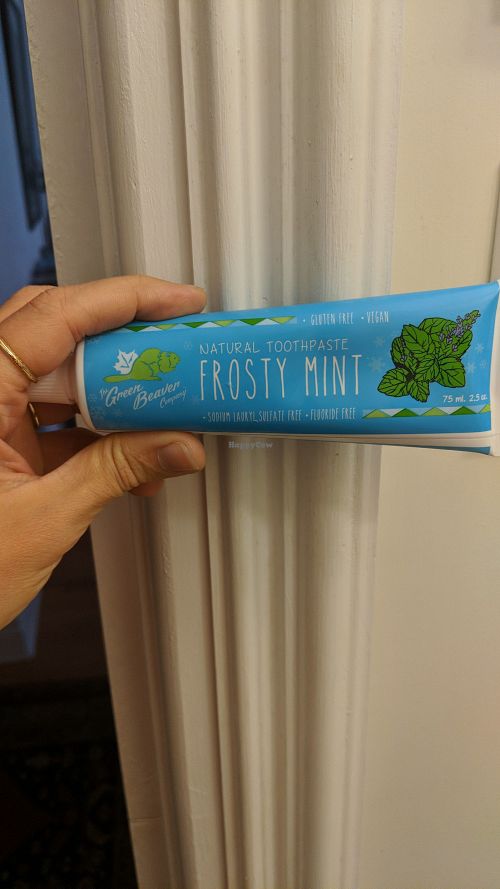 • GLUTEN FREE • VEGAN
NATURAL TOOTHPASTE
FROSTY MINT
The Green Beaver Company
75 ml. 2.5 oz.
• SODIUM LAURYL SULFATE FREE • FLUORIDE FREE
HappyCow